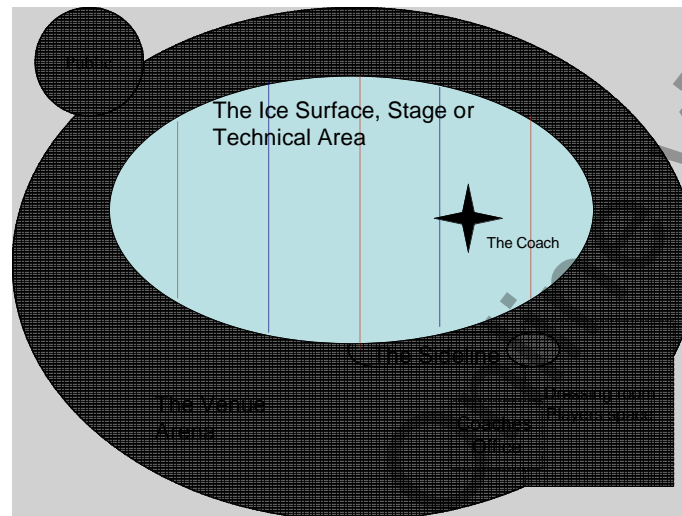 Public
The Ice Surface, Stage or
Technical Area
The Coach
The Sideline
The Venue
Arena
Dressing room
Players space
Coaches
Office